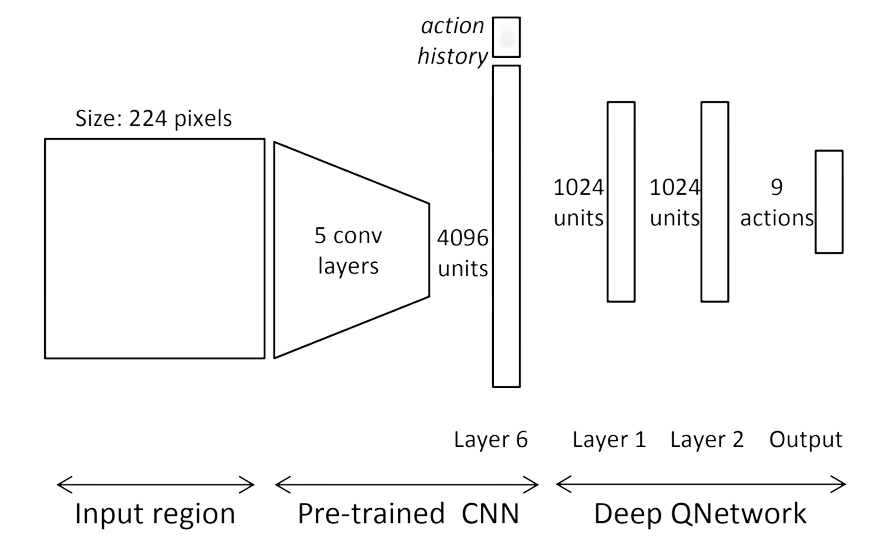 action
history
Size: 224 pixels
5 conv
layers
4096
units
1024
units
1024
units
9
actions
Layer 6
Layer 1
Layer 2
Output
Input region
Pre-trained CNN
Deep QNetwork